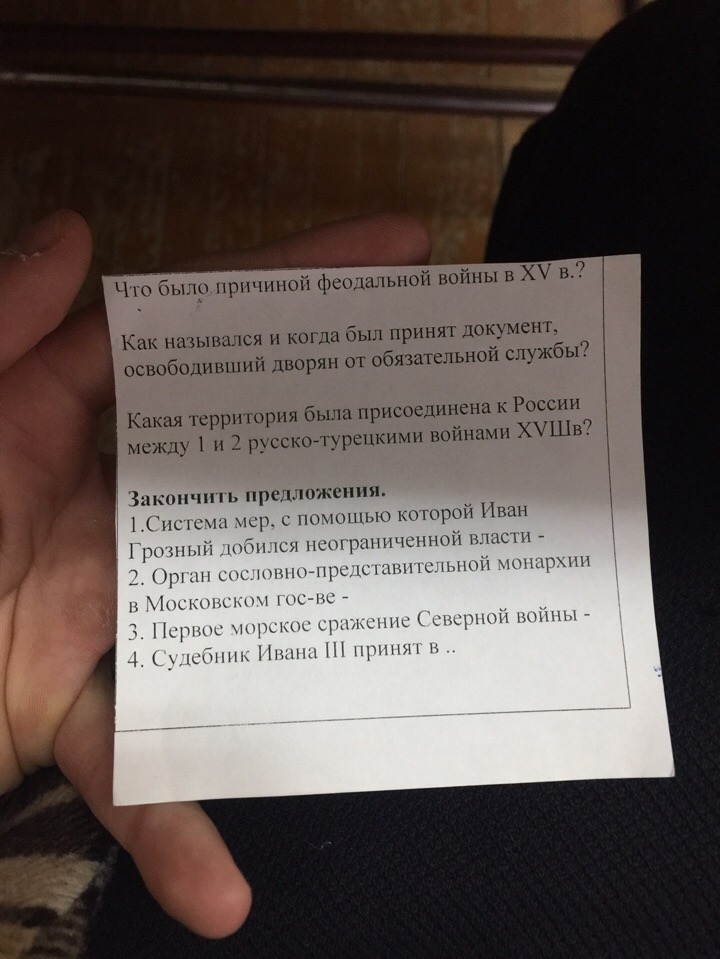 Что было причиной феодальной войны в XV в.?
Как назывался и когда был принят документ,
освободивший дворян от обязательной службы?
Какая территория была присоединена к России
между 1 и 2 русско-турецкими войнами XVШв?
Закончить предложения.
1.Система мер, с помощью которой Иван
Грозный добился неограниченной власти -
2. Орган сословно-представительной монархии
в Московском гос-ве -
3. Первое морское сражение Северной войны -
4. Судебник Ивана III принят в ..